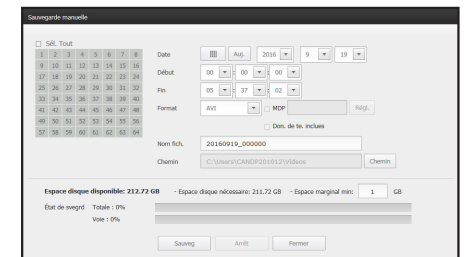 Sauvegarde manuelle
Sél. Tout
1 2 3 4 5 6 7 8
9 10 11 12 13 14 15 16
17 18 19 20 21 22 23 24
25 26 27 28 29 30 31 32
33 34 35 36 37 38 39 40
41 42 43 44 45 46 47 48
49 50 51 52 53 54 55 56
57 58 59 60 61 62 63 64
Date Auj. 2016 9 19
Début 00 : 00 : 00
Fin 05 : 37 : 02
Format AVI MDP Régl.
Don. de te. inclues
Nom fich. 20160919_000000
Chemin C:\Users\CANDP201012\Videos Chemin
Espace disque disponible: 212.72 GB - Espace disque nécessaire: 211.72 GB - Espace marginal min: 1 GB
État de svegrd Totale : 0%
Voie : 0%
Sauveg Arrêt Fermer